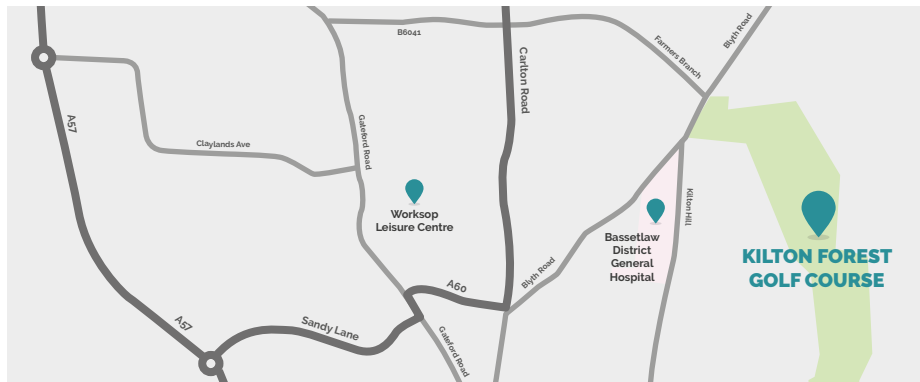 B6041
Carlton Road
Farmers Branch
Blyth Road
A57
Claylands Ave
Gateford Road
Worksop
Leisure Centre
Kilton Hill
Bassetlaw
District
General
Hospital
KILTON FOREST
GOLF COURSE
Blyth Road
A60
A57
Sandy Lane
Gateford Road